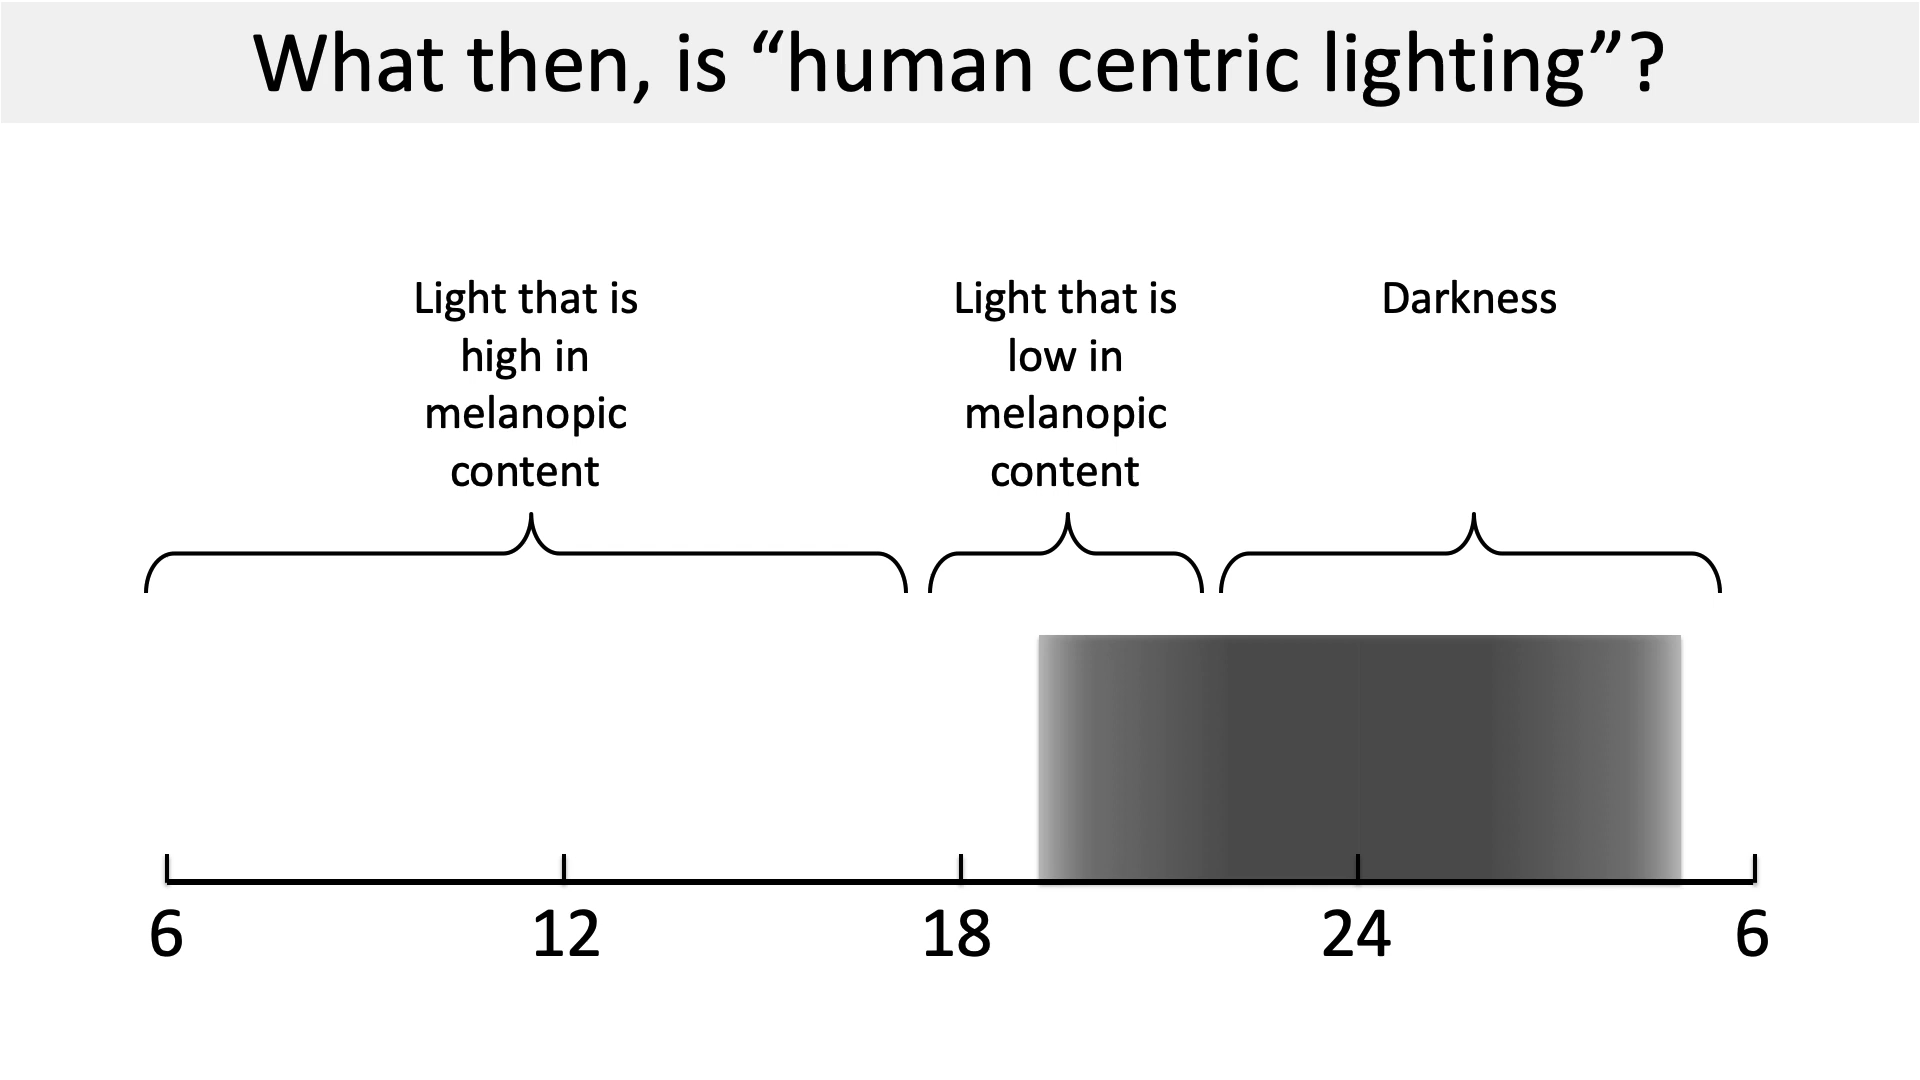 What then, is “human centric lighting”?
Light that is
high in
melanopic
content
Light that is
low in
melanopic
content
Darkness
6
12
18
24
6